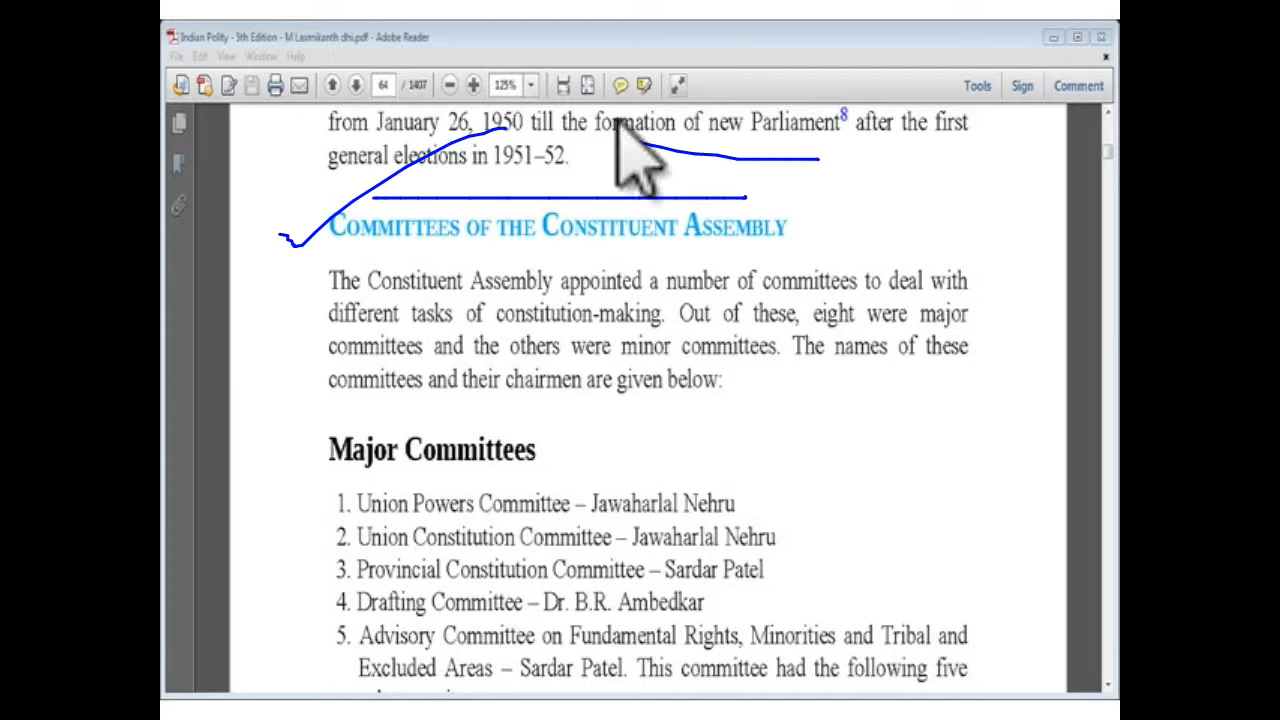 Indian Polity - 5th Edition - M Laxmikanth dhi.pdf - Adobe Reader
File Edit View Window Help
64 / 1407 125% Tools Sign Comment
from January 26, 1950 till the formation of new Parliament8 after the first
general elections in 1951–52.
COMMITTEES OF THE CONSTITUENT ASSEMBLY
The Constituent Assembly appointed a number of committees to deal with
different tasks of constitution-making. Out of these, eight were major
committees and the others were minor committees. The names of these
committees and their chairmen are given below:
Major Committees
1. Union Powers Committee – Jawaharlal Nehru
2. Union Constitution Committee – Jawaharlal Nehru
3. Provincial Constitution Committee – Sardar Patel
4. Drafting Committee – Dr. B.R. Ambedkar
5. Advisory Committee on Fundamental Rights, Minorities and Tribal and
Excluded Areas – Sardar Patel. This committee had the following five